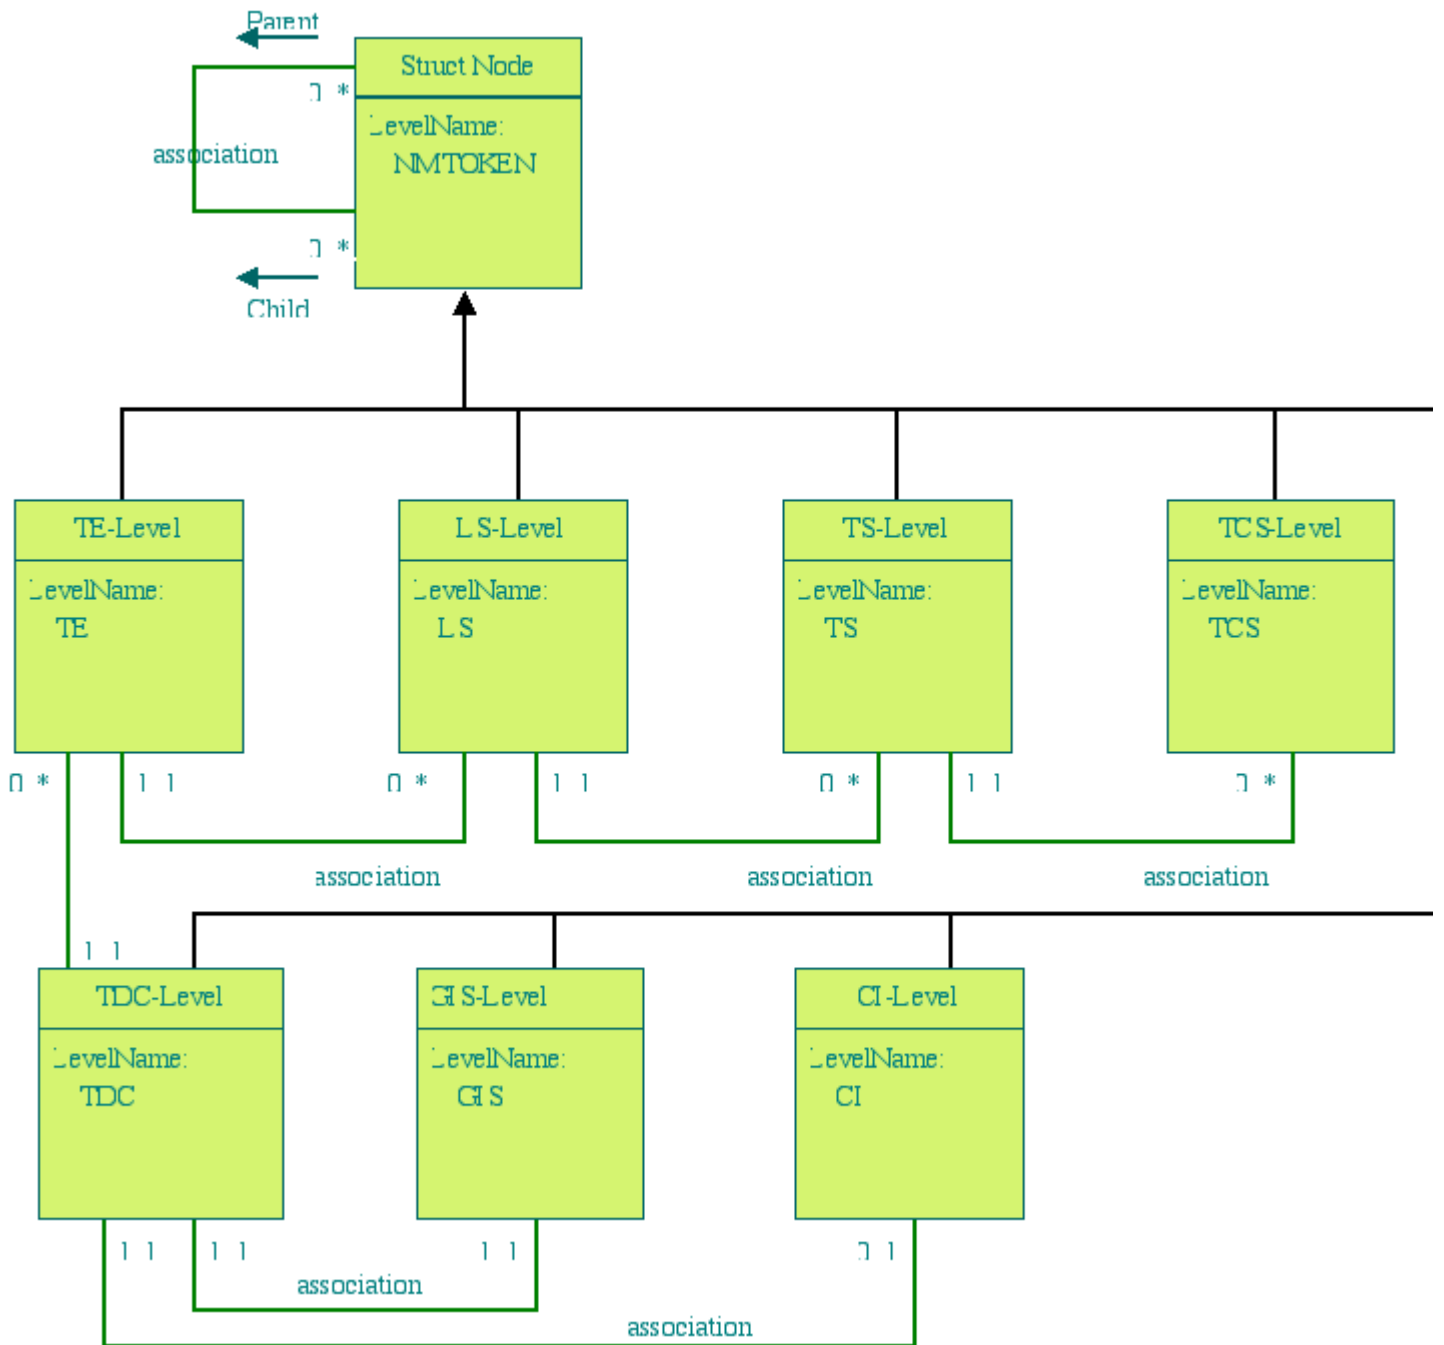 Parent
Struct Node
0 *
LevelName:
NMTOKEN
association
0 *
Child
TE-Level
LS-Level
TS-Level
TCS-Level
LevelName:
TE
LevelName:
LS
LevelName:
TS
LevelName:
TCS
0 *
1 1
0 *
1 1
0 *
1 1
0 *
association
association
association
1 1
TDC-Level
GIS-Level
CI-Level
LevelName:
TDC
LevelName:
GIS
LevelName:
CI
1 1
1 1
1 1
0 1
association
association